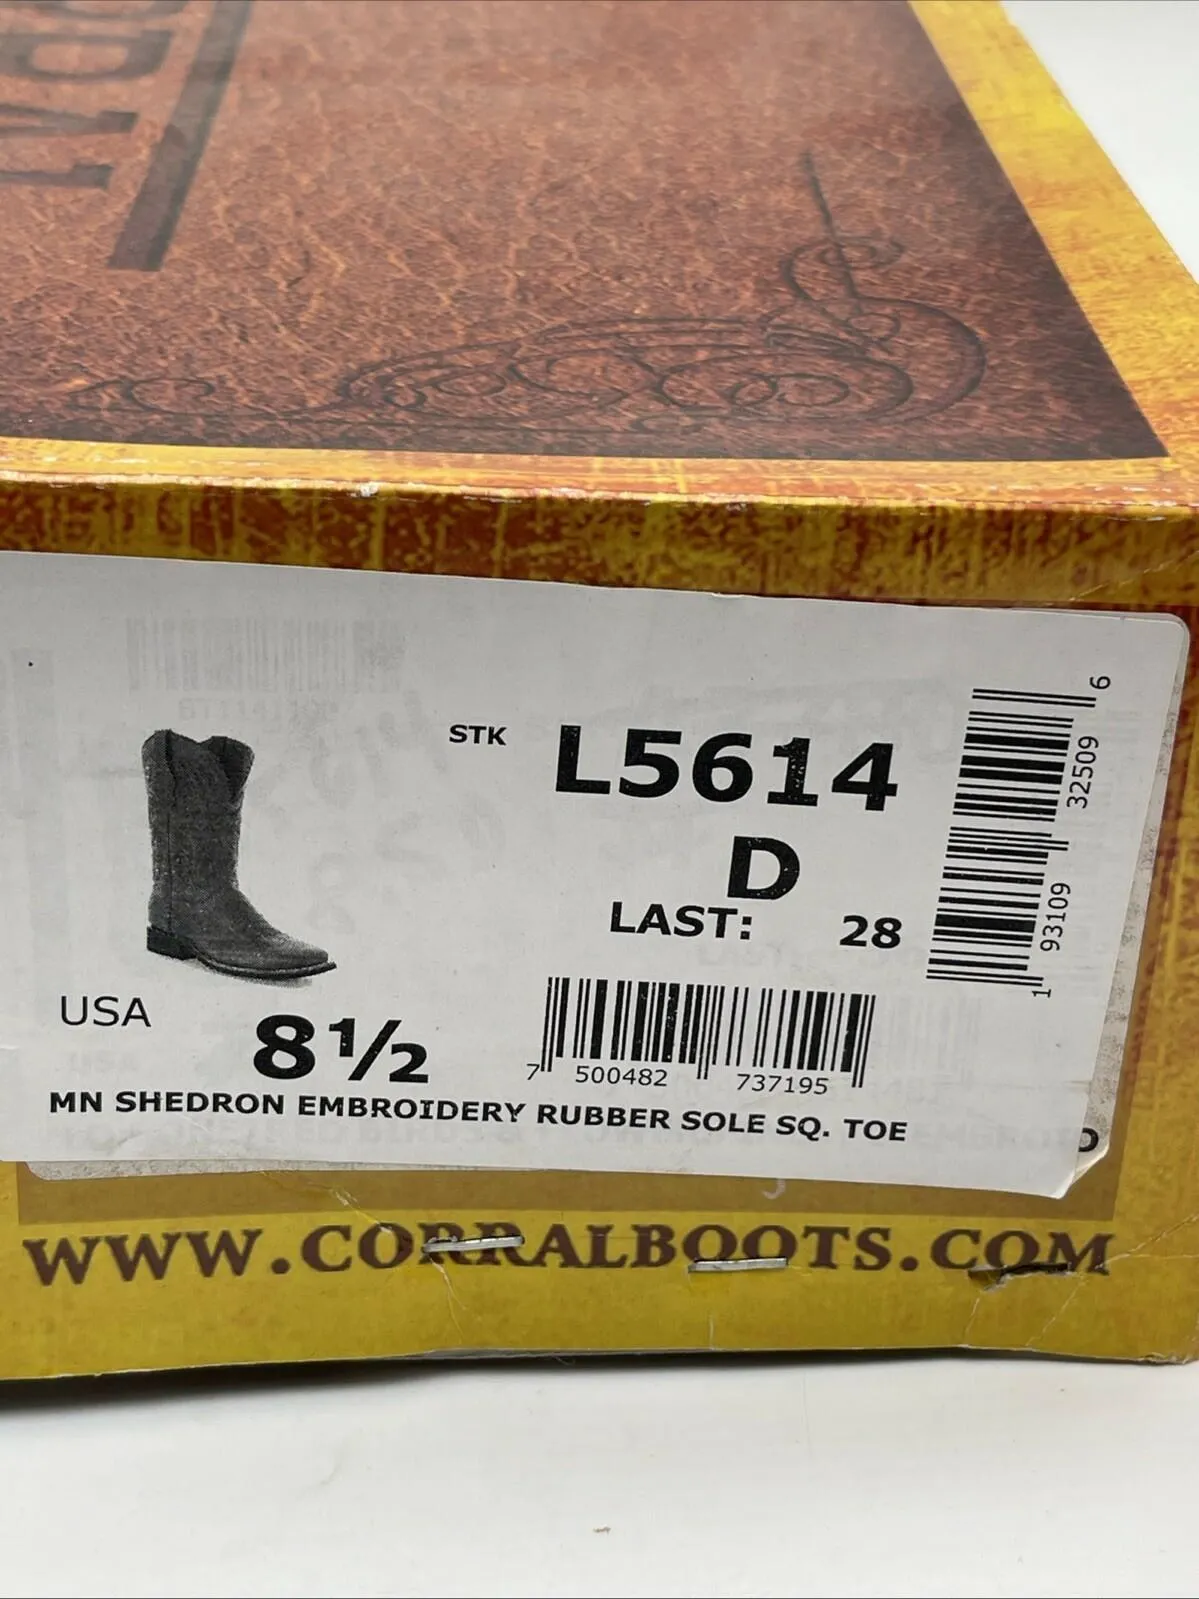 STK L5614
D
LAST: 28
USA 8½
7 500482 737195
1 93109 32509 6
MN SHEDRON EMBROIDERY RUBBER SOLE SQ. TOE
WWW.CORRALBOOTS.COM